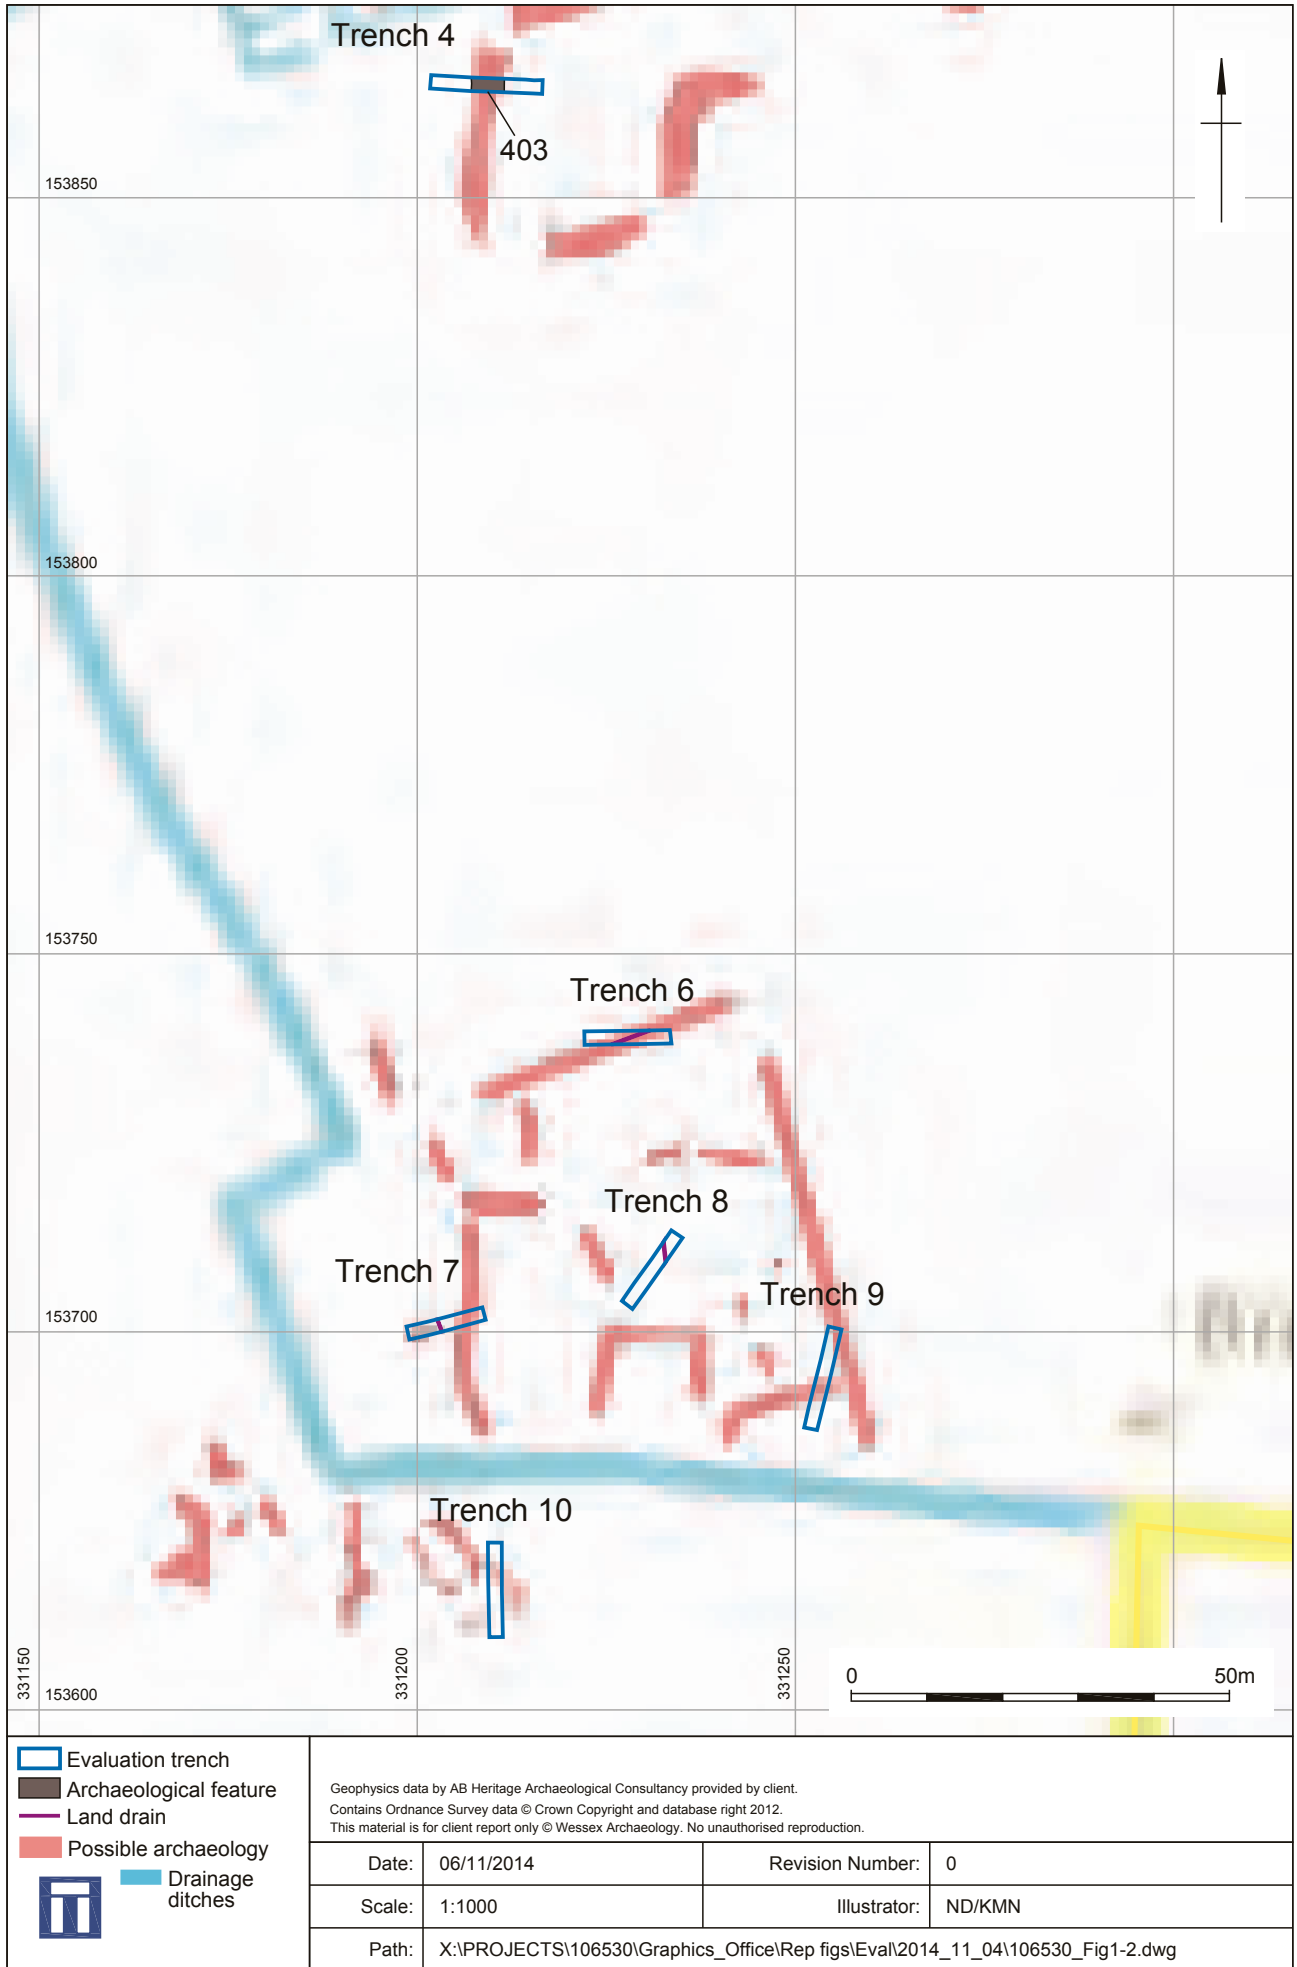 Trench 4
403
153850
153800
153750
Trench 6
Trench 8
Trench 7
Trench 9
153700
Trench 10
331150
331200
331250
0 50m
153600
Evaluation trench
Archaeological feature
Land drain
Possible archaeology
Drainage
ditches
Geophysics data by AB Heritage Archaeological Consultancy provided by client.
Contains Ordnance Survey data © Crown Copyright and database right 2012.
This material is for client report only © Wessex Archaeology. No unauthorised reproduction.
Date: 06/11/2014 Revision Number: 0
Scale: 1:1000 Illustrator: ND/KMN
Path: X:\PROJECTS\106530\Graphics_Office\Rep figs\Eval\2014_11_04\106530_Fig1-2.dwg